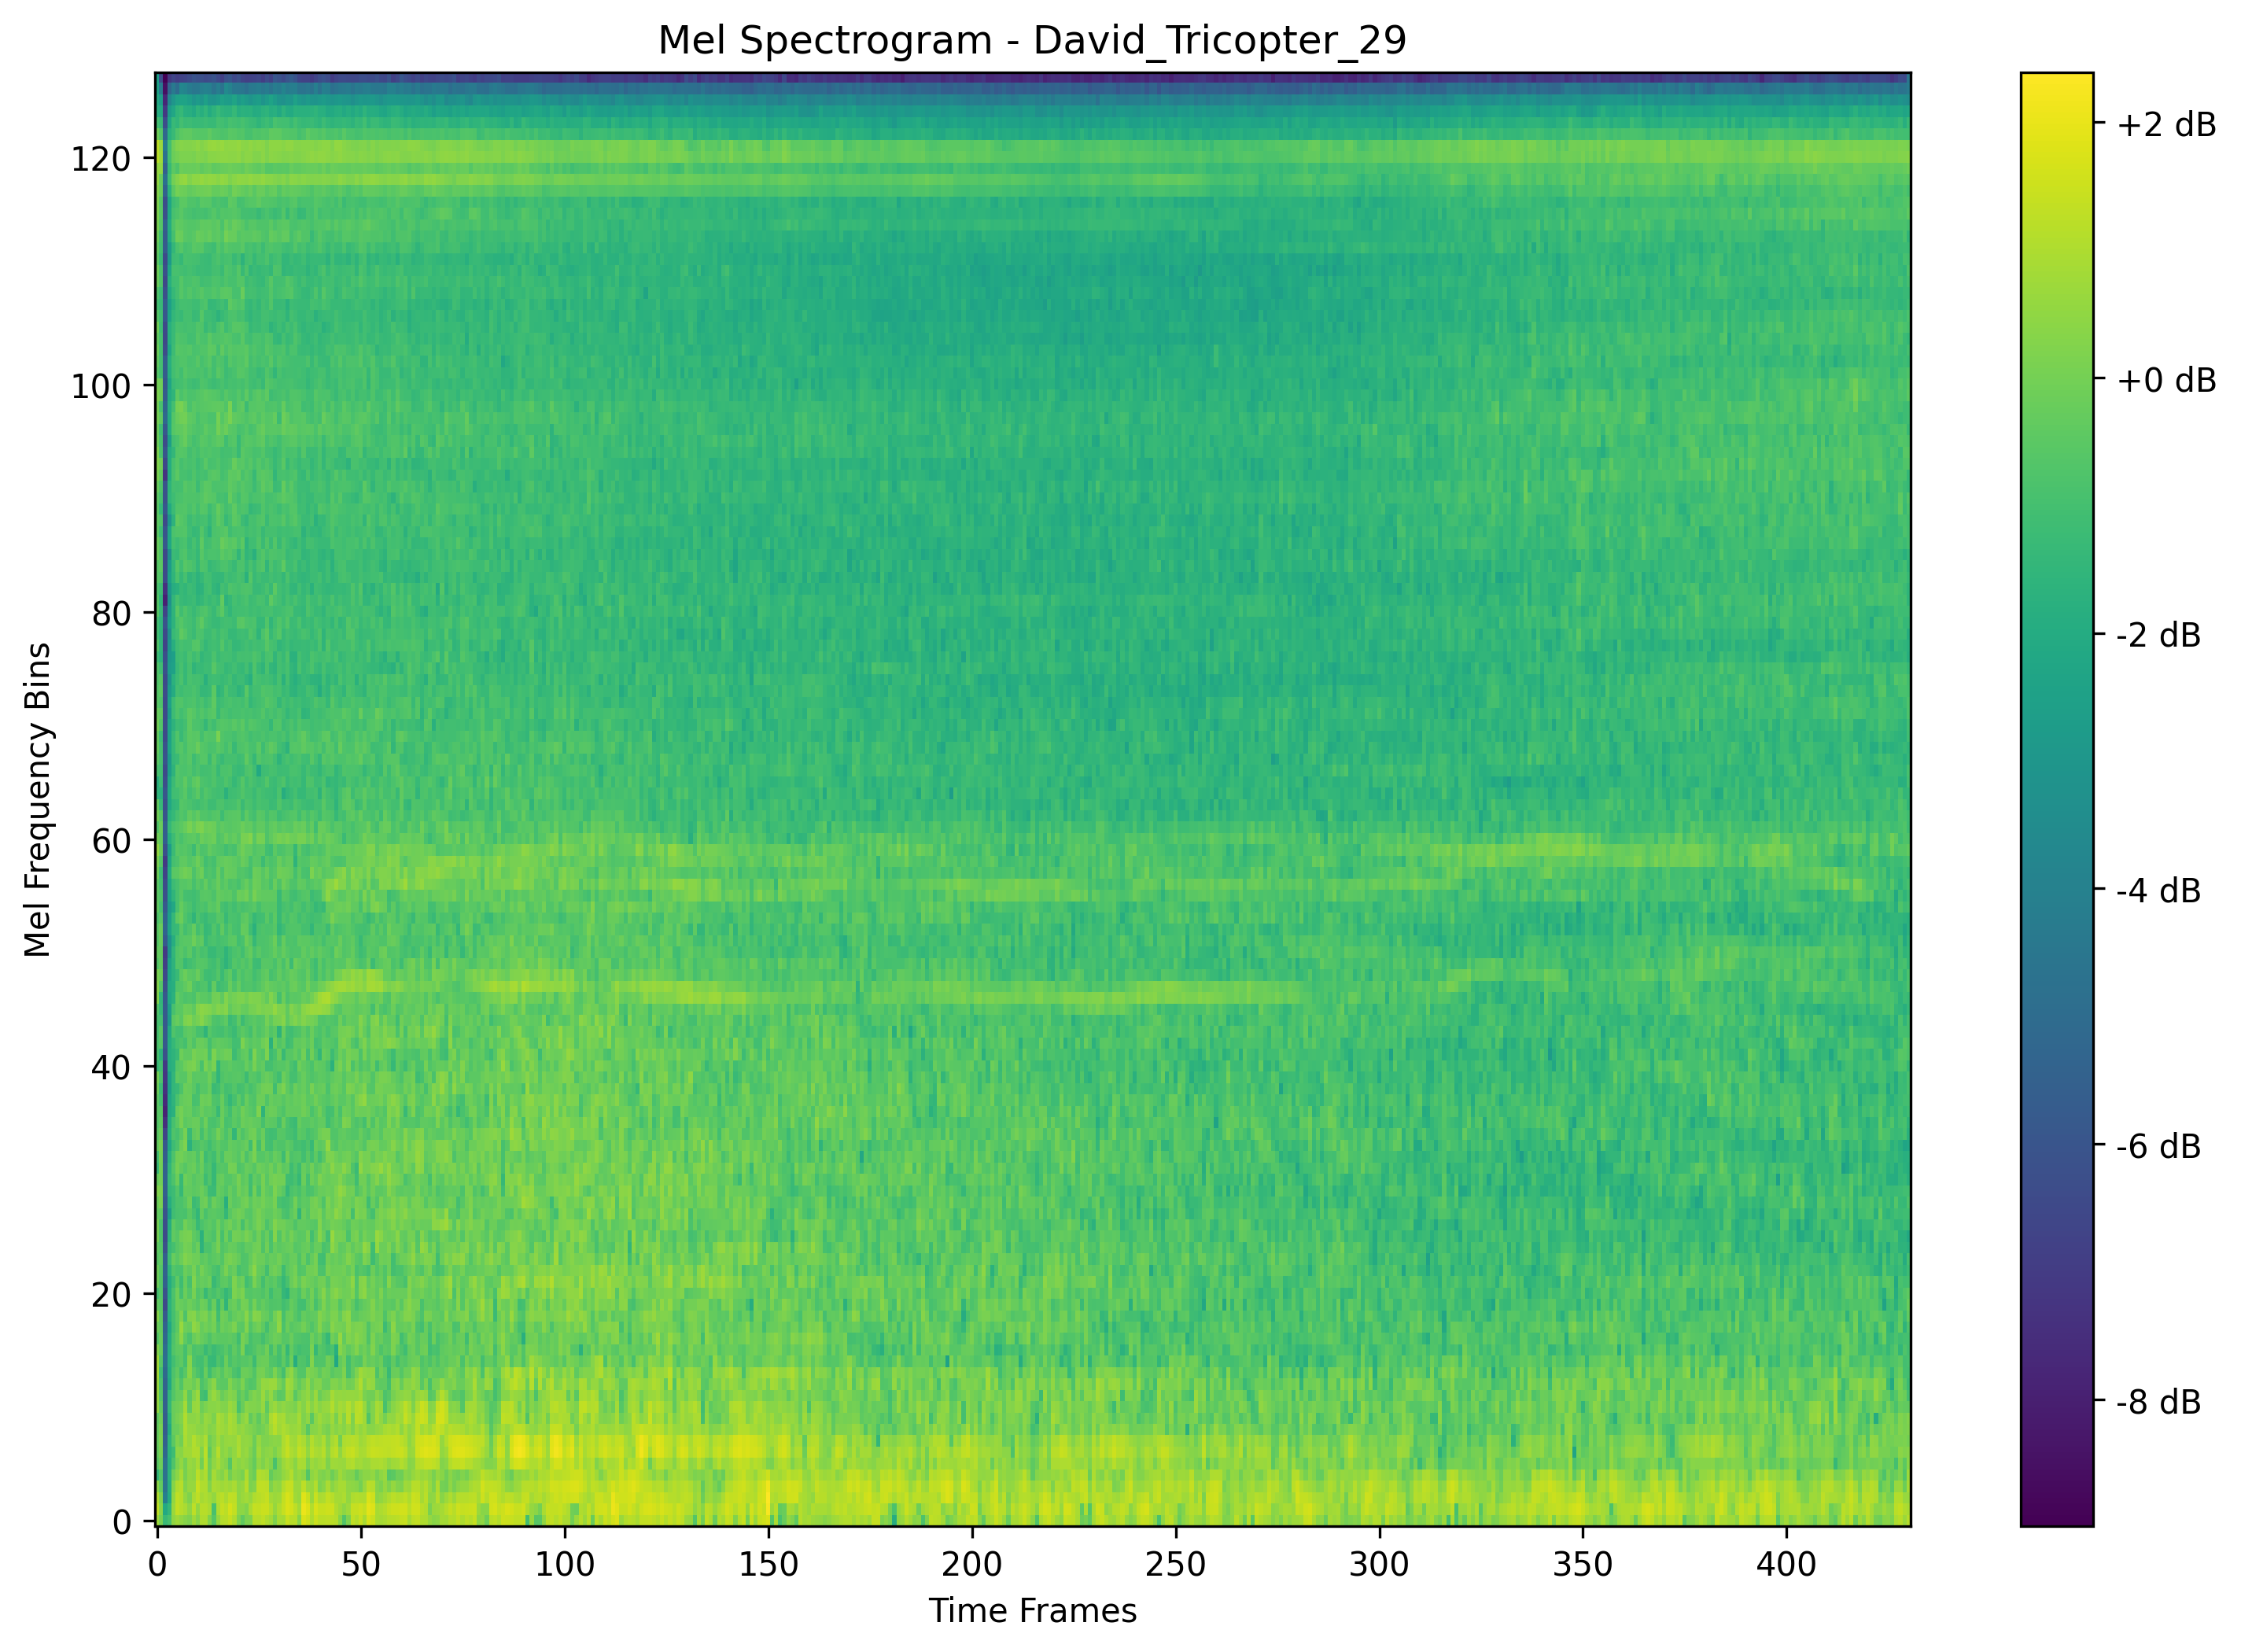 Mel Spectrogram - David_Tricopter_29
Mel Frequency Bins
120
100
80
60
40
20
0
0 50 100 150 200 250 300 350 400
Time Frames
+2 dB
+0 dB
-2 dB
-4 dB
-6 dB
-8 dB